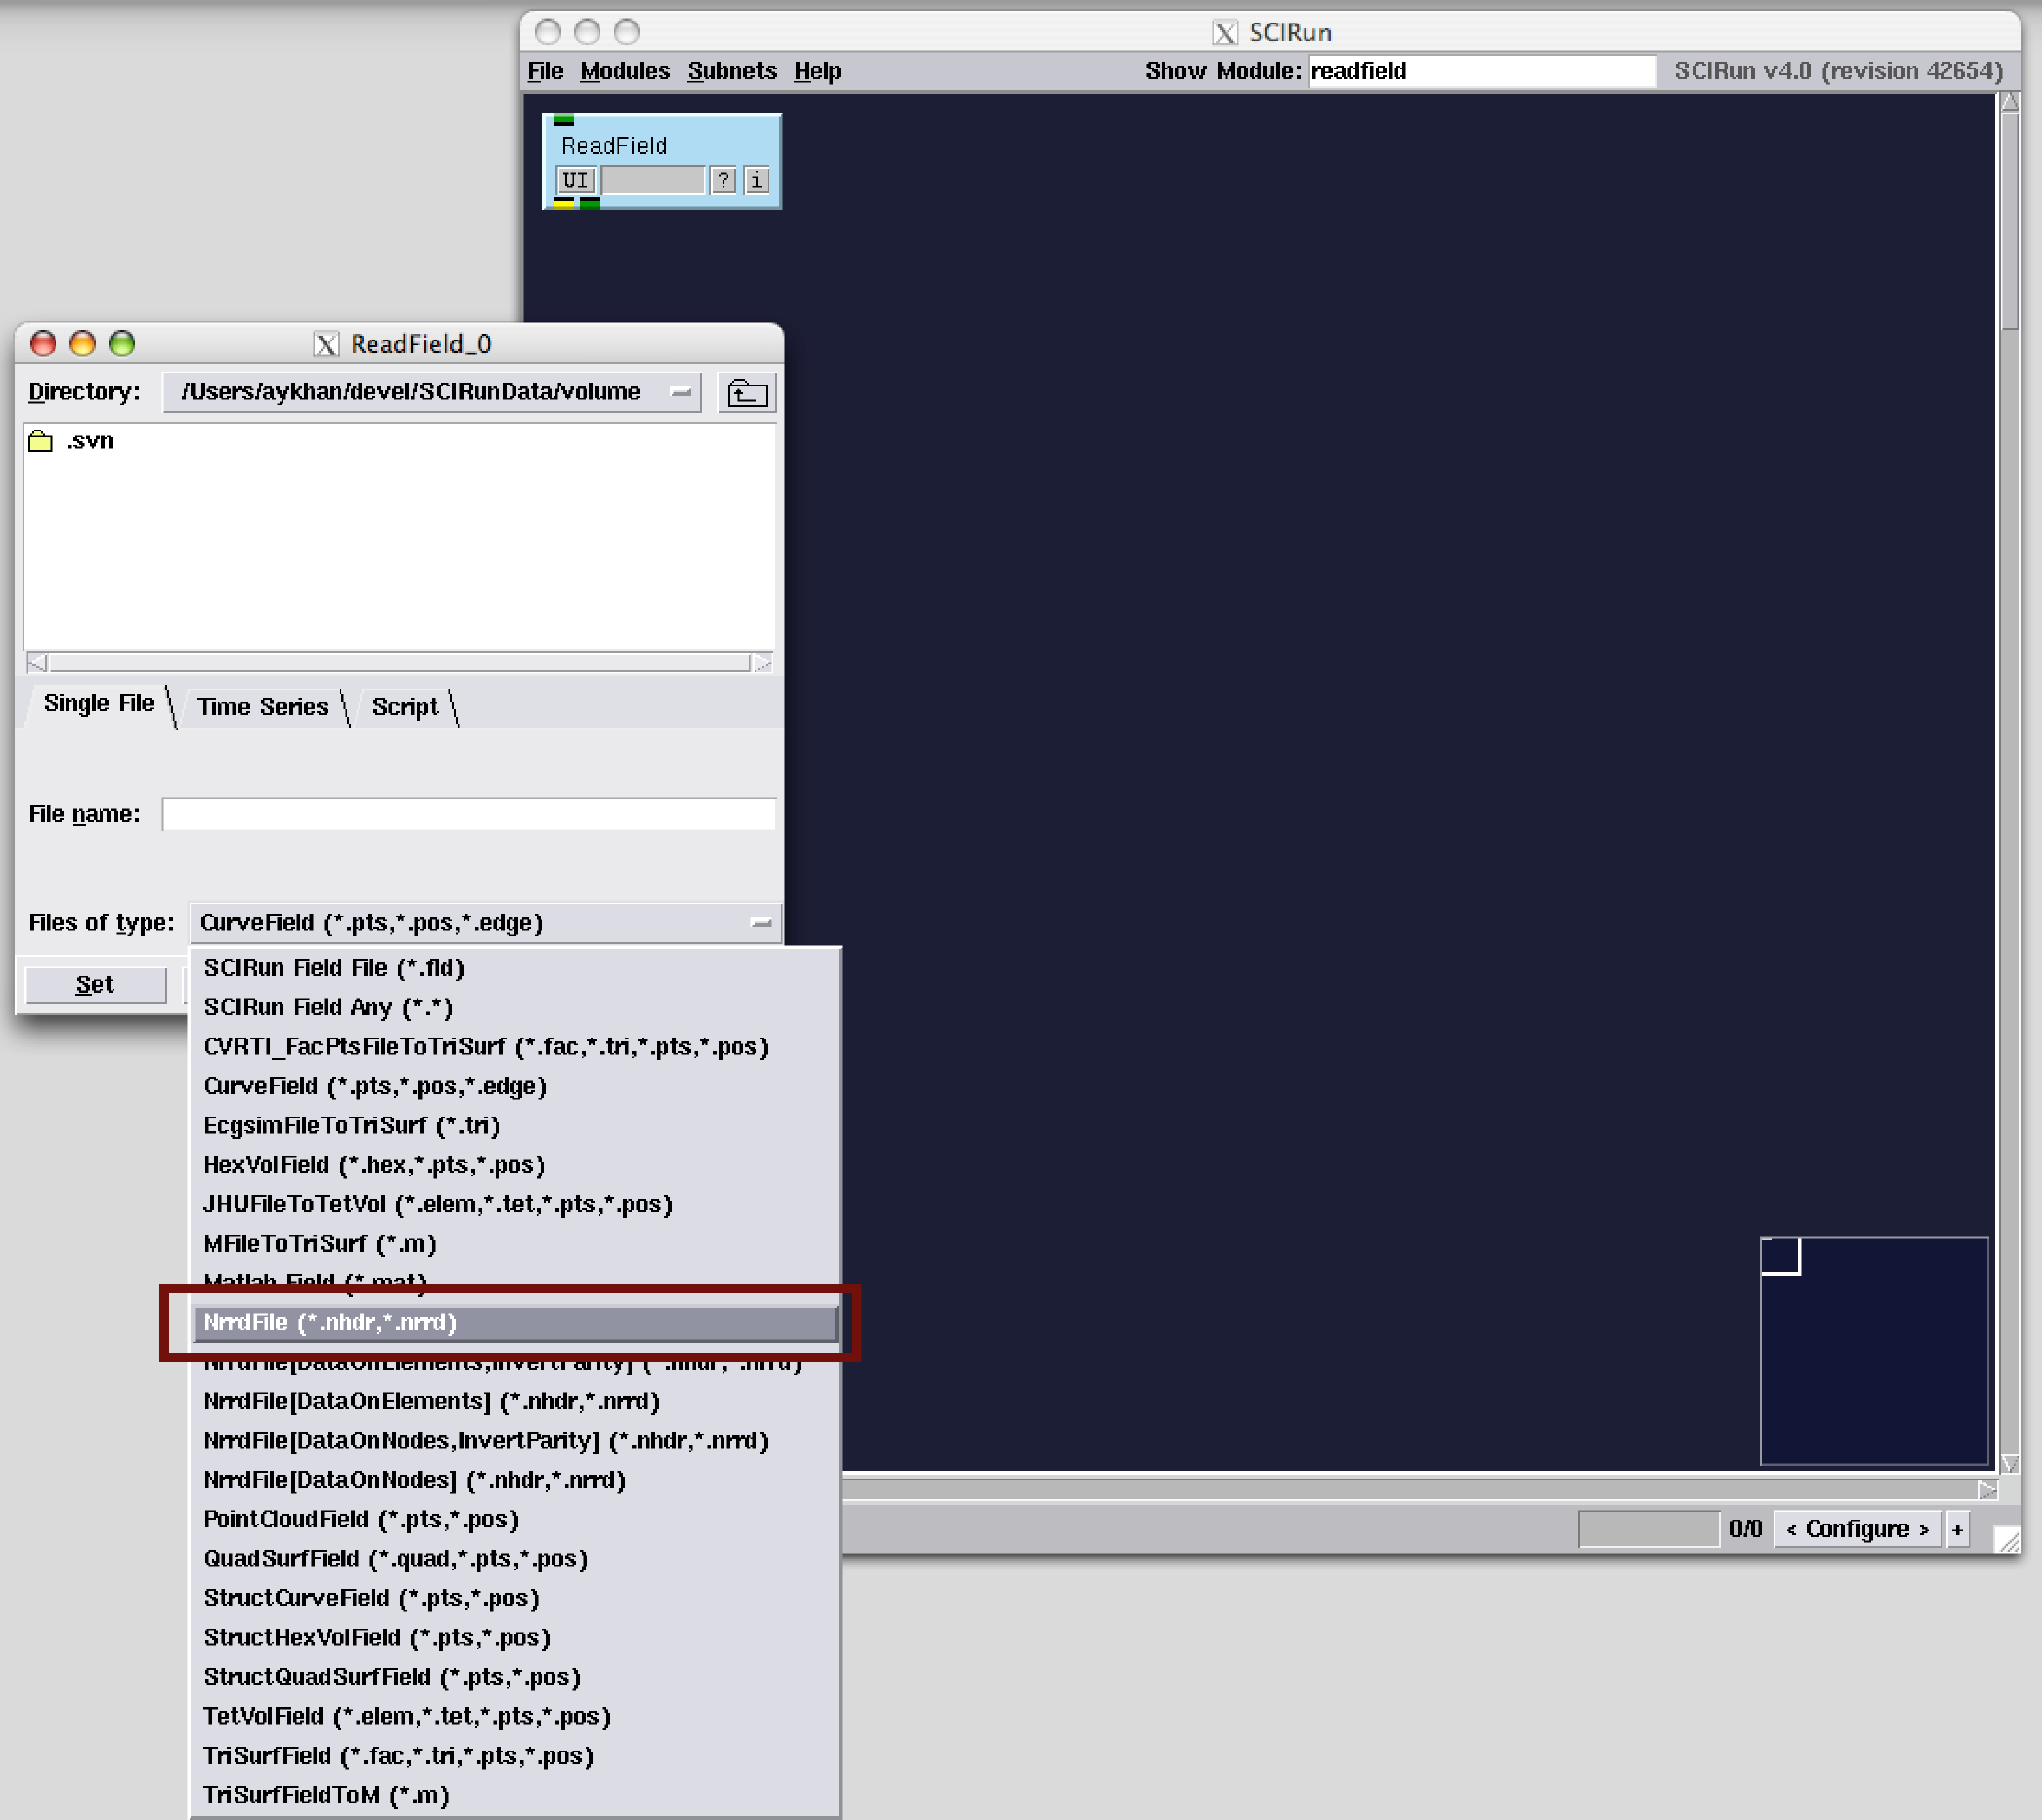 SCIRun
File Modules Subnets Help Show Module: readfield SCIRun v4.0 (revision 42654)
ReadField
UI ? i
ReadField_0
Directory: /Users/aykhan/devel/SCIRunData/volume
.svn
Single File Time Series Script
File name:
Files of type: CurveField (*.pts,*.pos,*.edge)
Set
SCIRun Field File (*.fld)
SCIRun Field Any (*.*)
CVRTI_FacPtsFileToTriSurf (*.fac,*.tri,*.pts,*.pos)
CurveField (*.pts,*.pos,*.edge)
EcgsimFileToTriSurf (*.tri)
HexVolField (*.hex,*.pts,*.pos)
JHUFileToTetVol (*.elem,*.tet,*.pts,*.pos)
MFileToTriSurf (*.m)
Matlab Field (*.mat)
NrrdFile (*.nhdr,*.nrrd)
NrrdFile[DataOnElements,InvertParity] (*.nhdr,*.nrrd)
NrrdFile[DataOnElements] (*.nhdr,*.nrrd)
NrrdFile[DataOnNodes,InvertParity] (*.nhdr,*.nrrd)
NrrdFile[DataOnNodes] (*.nhdr,*.nrrd)
PointCloudField (*.pts,*.pos)
QuadSurfField (*.quad,*.pts,*.pos)
StructCurveField (*.pts,*.pos)
StructHexVolField (*.pts,*.pos)
StructQuadSurfField (*.pts,*.pos)
TetVolField (*.elem,*.tet,*.pts,*.pos)
TriSurfField (*.fac,*.tri,*.pts,*.pos)
TriSurfFieldToM (*.m)
0/0 < Configure > +